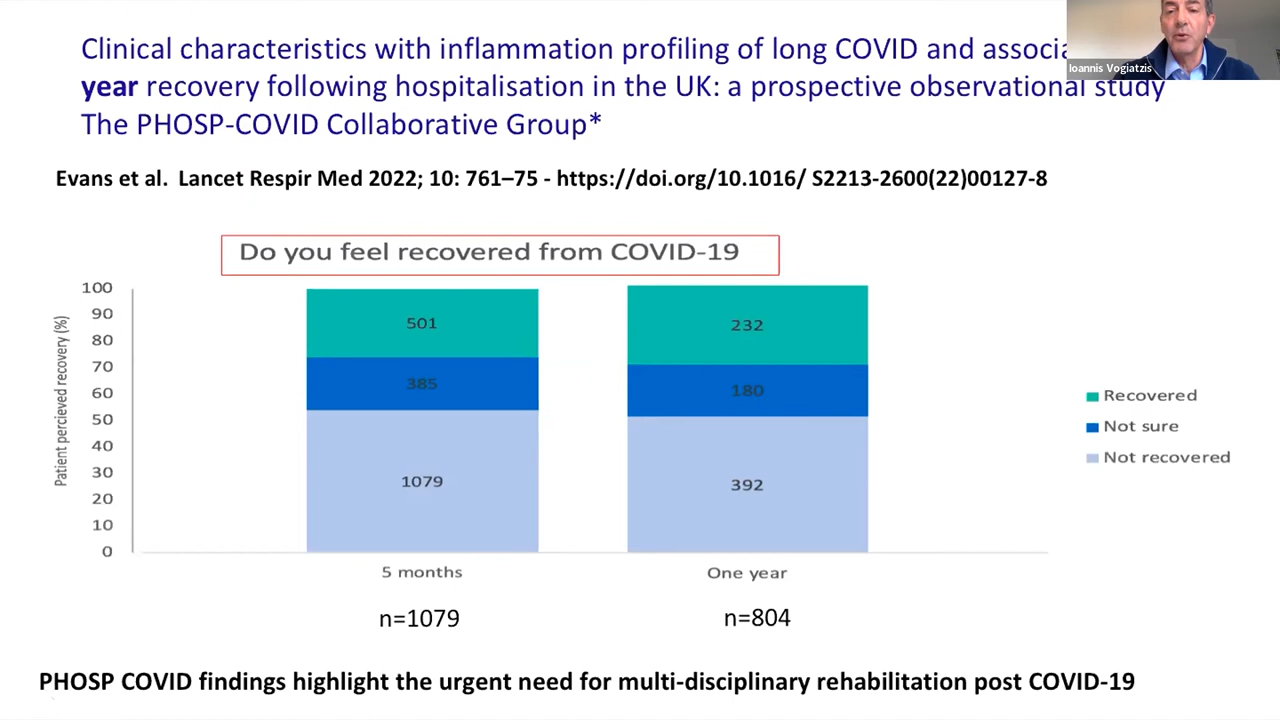 Clinical characteristics with inflammation profiling of long COVID and
year recovery following hospitalisation in the UK: a prospective observational study
The PHOSP-COVID Collaborative Group*
Ioannis Vogiatzis
Evans et al. Lancet Respir Med 2022; 10: 761–75 - https://doi.org/10.1016/ S2213-2600(22)00127-8
Do you feel recovered from COVID-19
Patient percieved recovery (%)
100
90
80
70
60
50
40
30
20
10
0
501
385
1079
232
180
392
5 months
One year
Recovered
Not sure
Not recovered
n=1079
n=804
PHOSP COVID findings highlight the urgent need for multi-disciplinary rehabilitation post COVID-19